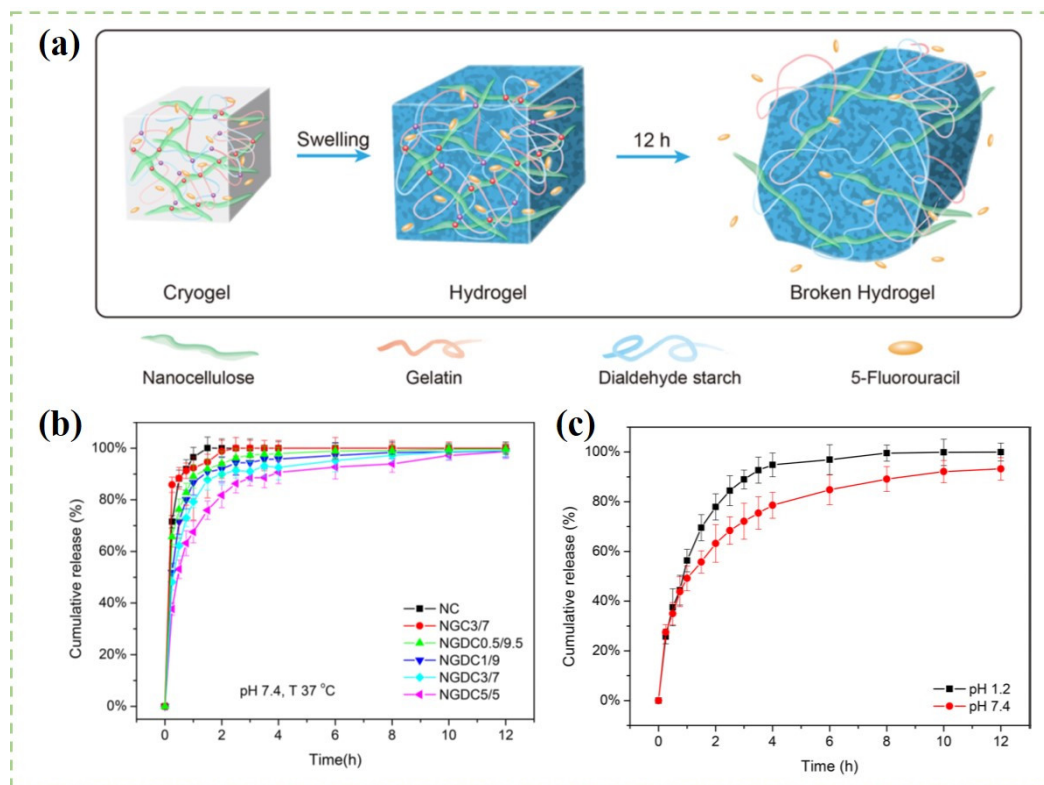 (a)
Swelling
12 h
Cryogel
Hydrogel
Broken Hydrogel
Nanocellulose
Gelatin
Dialdehyde starch
5-Fluorouracil
(b)
100%
80%
60%
40%
20%
0%
Cumulative release (%)
NC
NGC3/7
NGDC0.5/9.5
NGDC1/9
NGDC3/7
NGDC5/5
pH 7.4, T 37 °C
0 2 4 6 8 10 12
Time(h)
(c)
100%
80%
60%
40%
20%
0%
Cumulative release (%)
pH 1.2
pH 7.4
0 2 4 6 8 10 12
Time (h)